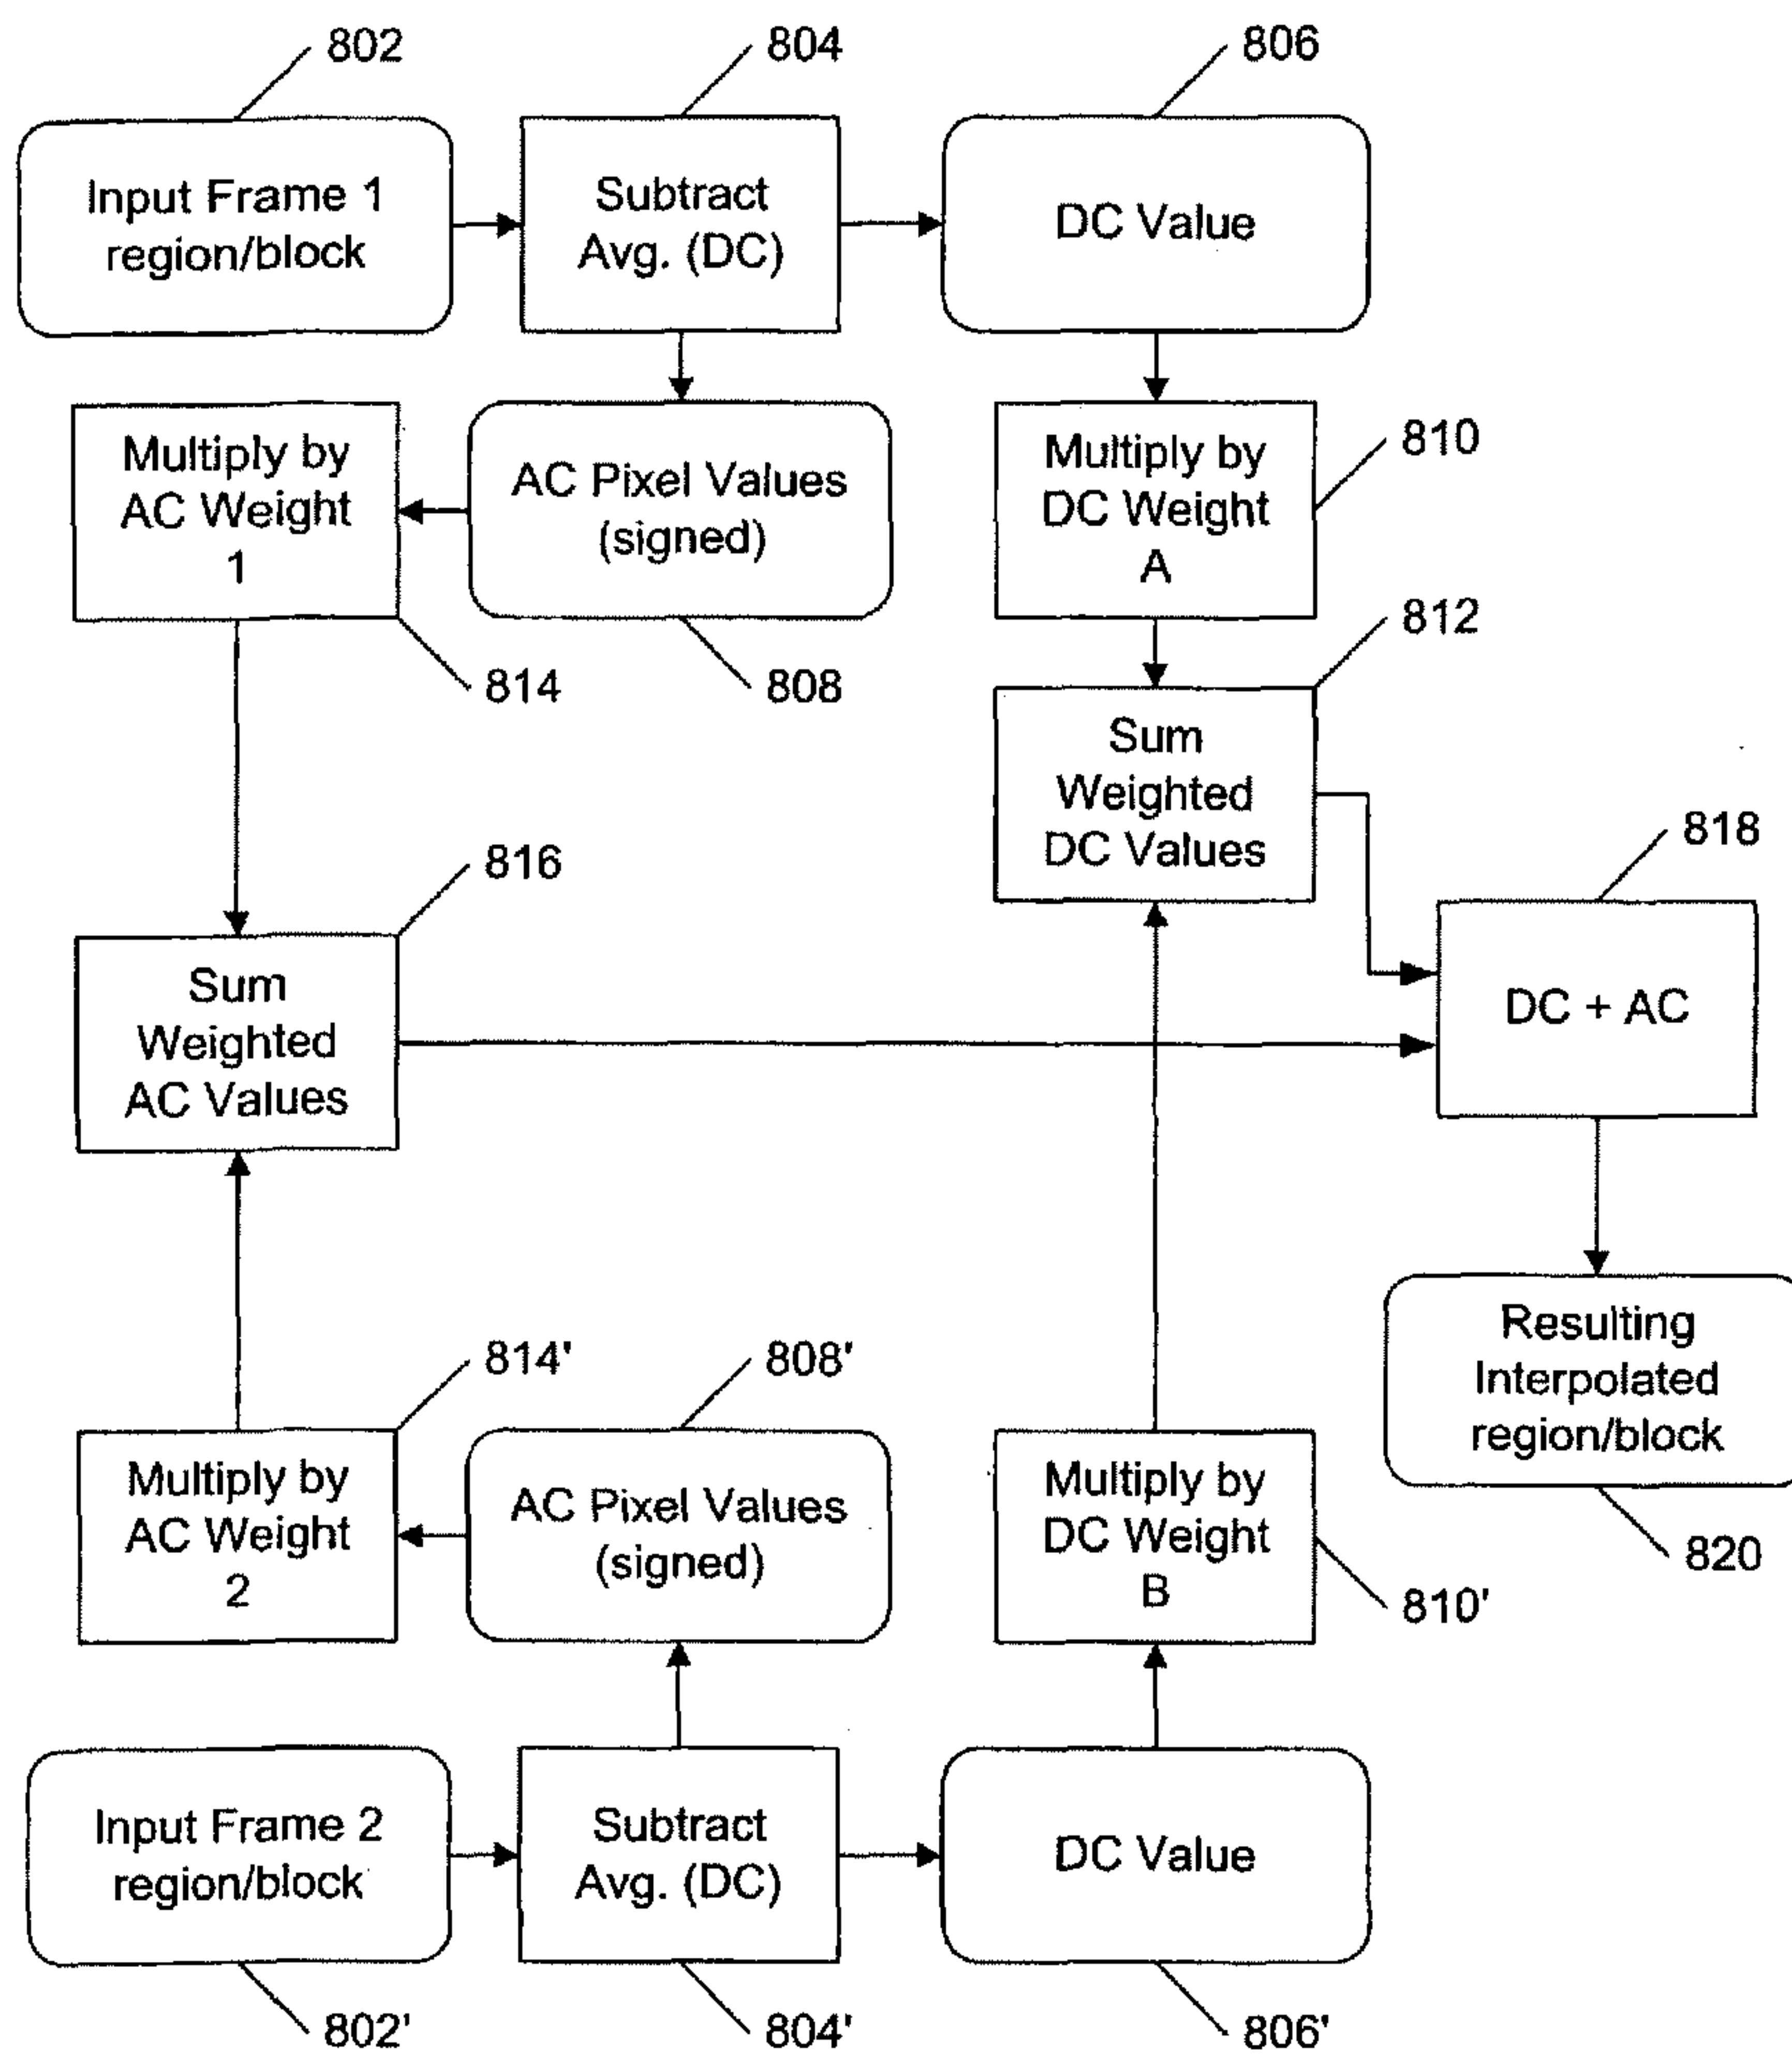 802
804
806
Input Frame 1
region/block
Subtract
Avg. (DC)
DC Value
Multiply by
AC Weight
1
AC Pixel Values
(signed)
Multiply by
DC Weight
A
810
812
814
808
Sum
Weighted
DC Values
818
816
Sum
Weighted
AC Values
DC + AC
814'
808'
Resulting
Interpolated
region/block
Multiply by
AC Weight
2
AC Pixel Values
(signed)
Multiply by
DC Weight
B
820
810'
Input Frame 2
region/block
Subtract
Avg. (DC)
DC Value
802'
804'
806'